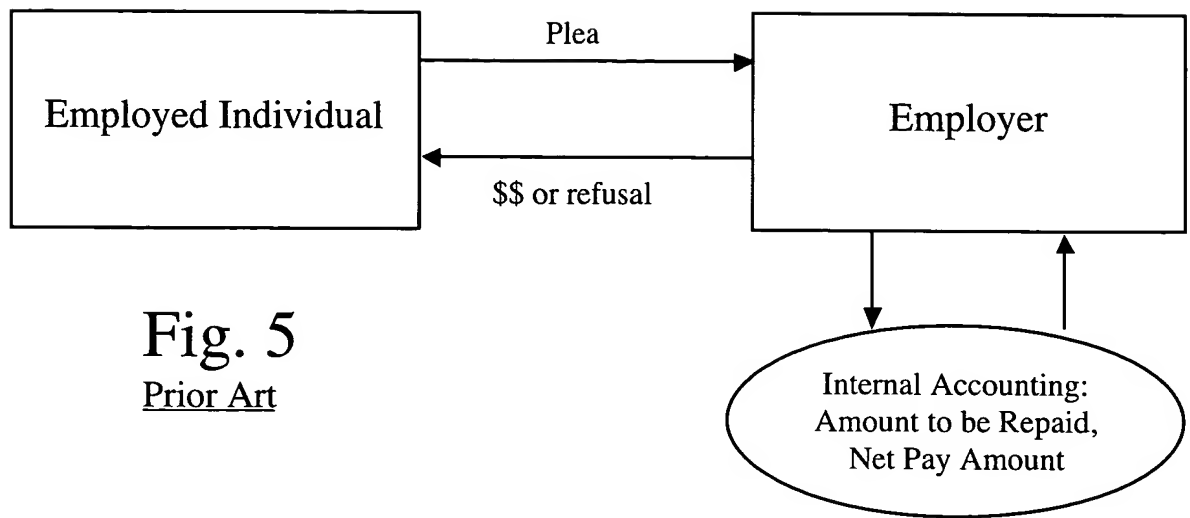 Plea
Employed Individual
Employer
$$ or refusal
Fig. 5
Prior Art
Internal Accounting:
Amount to be Repaid,
Net Pay Amount